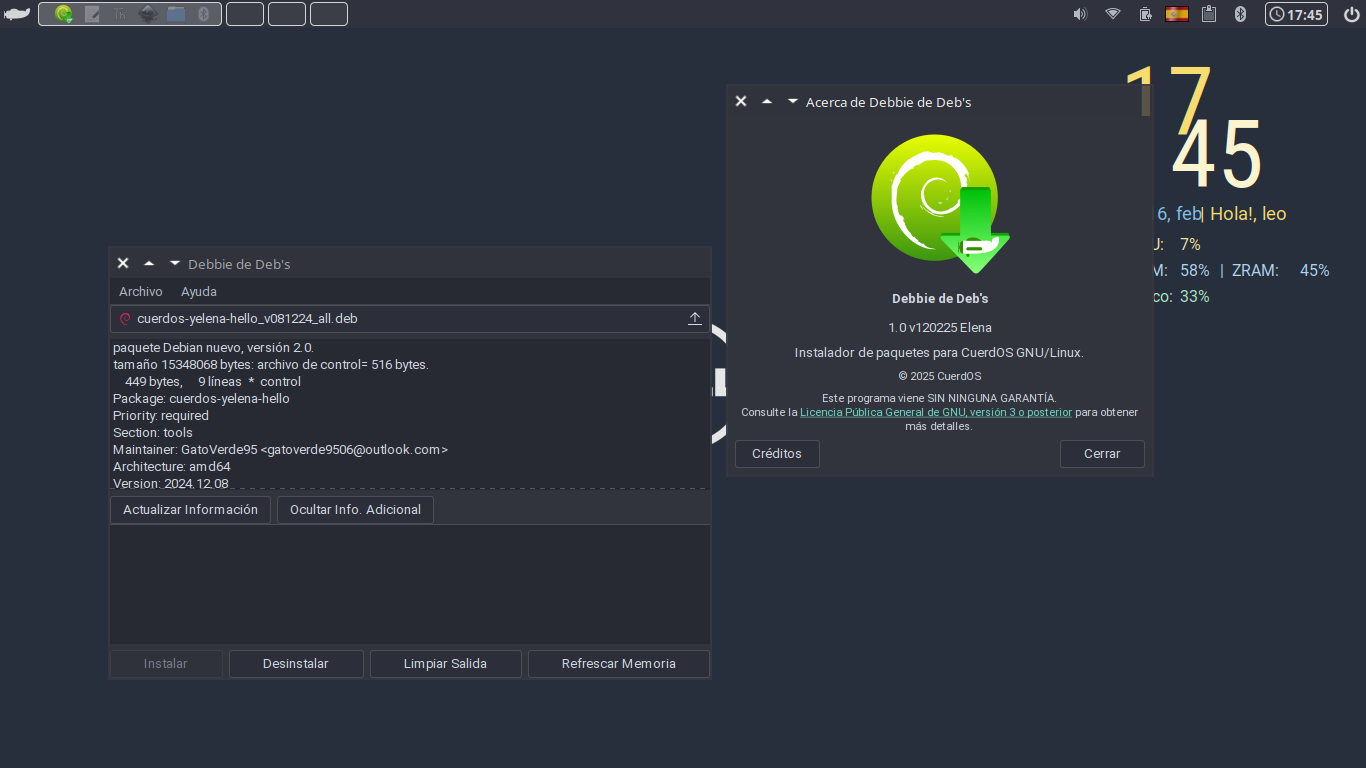 17:45
17
45
6, feb| Hola!, leo
U: 7%
M: 58% | ZRAM: 45%
co: 33%
Acerca de Debbie de Deb's
Debbie de Deb's
1.0 v120225 Elena
Instalador de paquetes para CuerdOS GNU/Linux.
© 2025 CuerdOS
Este programa viene SIN NINGUNA GARANTÍA.
Consulte la Licencia Pública General de GNU, versión 3 o posterior para obtener
más detalles.
Créditos
Cerrar
Debbie de Deb's
Archivo Ayuda
cuerdos-yelena-hello_v081224_all.deb
paquete Debian nuevo, versión 2.0.
tamaño 15348068 bytes: archivo de control= 516 bytes.
449 bytes, 9 líneas * control
Package: cuerdos-yelena-hello
Priority: required
Section: tools
Maintainer: GatoVerde95 <gatoverde9506@outlook.com>
Architecture: amd64
Version: 2024.12.08
Actualizar Información
Ocultar Info. Adicional
Instalar
Desinstalar
Limpiar Salida
Refrescar Memoria